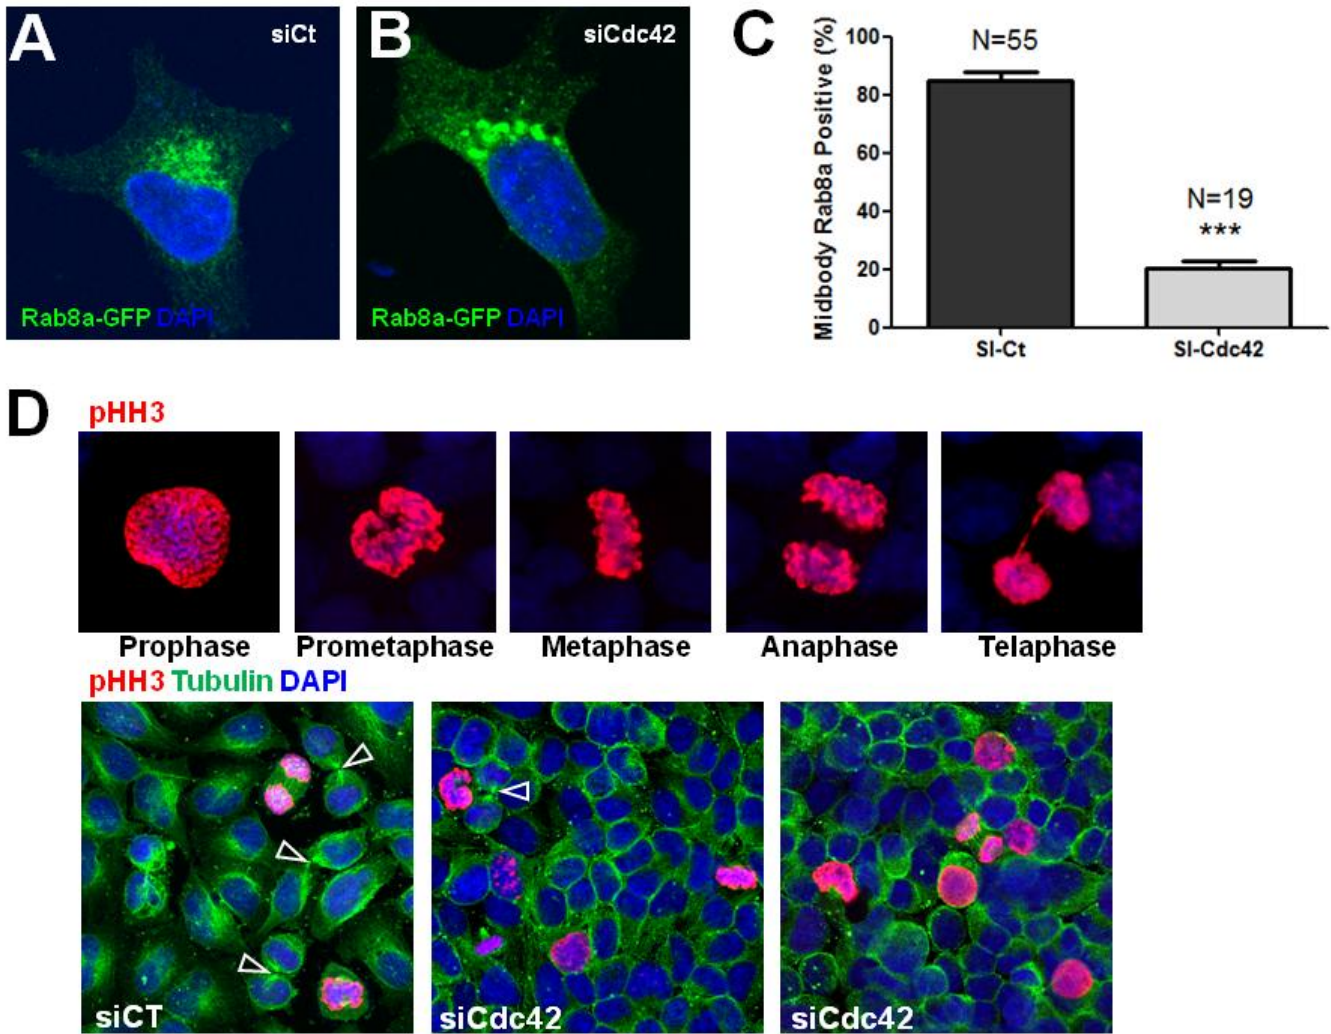 A
siCt
Rab8a-GFP DAPI
B
siCdc42
Rab8a-GFP DAPI
C
Midbody Rab8a Positive (%)
100
80
60
40
20
0
N=55
N=19
***
SI-Ct
SI-Cdc42
D
pHH3
Prophase
Prometaphase
Metaphase
Anaphase
Telaphase
pHH3 Tubulin DAPI
siCT
siCdc42
siCdc42